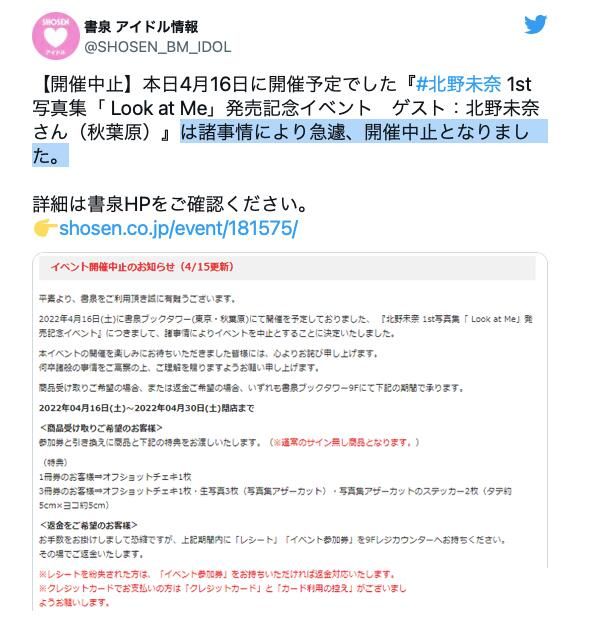 SHOSEN
アイドル
書泉 アイドル情報
@SHOSEN_BM_IDOL
【開催中止】本日4月16日に開催予定でした『#北野未奈 1st
写真集「 Look at Me」発売記念イベント　ゲスト：北野未奈
さん（秋葉原）』は諸事情により急遽、開催中止となりまし
た。
詳細は書泉HPをご確認ください。
👉shosen.co.jp/event/181575/
イベント開催中止のお知らせ（4/15更新）
平素より、書泉をご利用頂き誠に有難うございます。
2022年4月16日(土)に書泉ブックタワー(東京・秋葉原)にて開催を予定しておりました、『北野未奈 1st写真集「 Look at Me」発
売記念イベント』につきまして、諸事情によりイベントを中止とすることに決定いたしました。
本イベントの開催を楽しみにお待ちいただきました皆様には、心よりお詫び申し上げます。
何卒諸般の事情をご高察の上、ご理解を賜りますようお願い申し上げます。
商品受け取りご希望の場合、または返金ご希望の場合、いずれも書泉ブックタワー9Fにて下記の期間で承ります。
2022年04月16日(土)～2022年04月30日(土)閉店まで
<商品受け取りご希望のお客様>
参加券と引き換えに商品と下記の特典をお渡しいたします。（※通常のサイン無し商品となります。）
（特典）
1冊券のお客様⇒オフショットチェキ1枚
3冊券のお客様⇒オフショットチェキ1枚・生写真3枚（写真集アザーカット）・写真集アザーカットのステッカー2枚（タテ約
5cm×ヨコ約5cm）
<返金をご希望のお客様>
お手数をお掛けしまして恐縮ですが、上記期間内に「レシート」「イベント参加券」を9Fレジカウンターへお持ちください。
その場でご返金いたします。
※レシートを紛失された方は、「イベント参加券」をお持ちいただければ返金対応いたします。
※クレジットカードでお支払いの方は「クレジットカード」と「カード利用の控え」がございまし
ようお願いします。